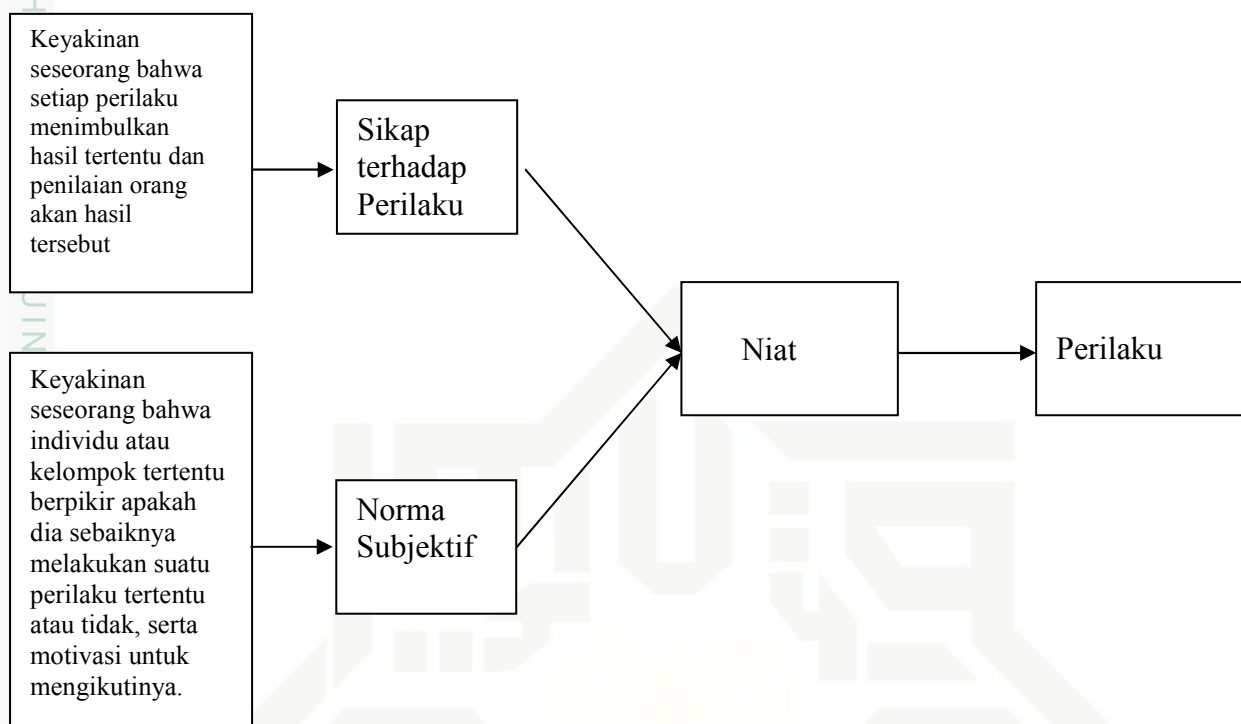 Keyakinan
seseorang bahwa
setiap perilaku
menimbulkan
hasil tertentu dan
penilaian orang
akan hasil
tersebut
Sikap
terhadap
Perilaku
Niat
Perilaku
Keyakinan
seseorang bahwa
individu atau
kelompok tertentu
berpikir apakah
dia sebaiknya
melakukan suatu
perilaku tertentu
atau tidak, serta
motivasi untuk
mengikutinya.
Norma
Subjektif
UIN